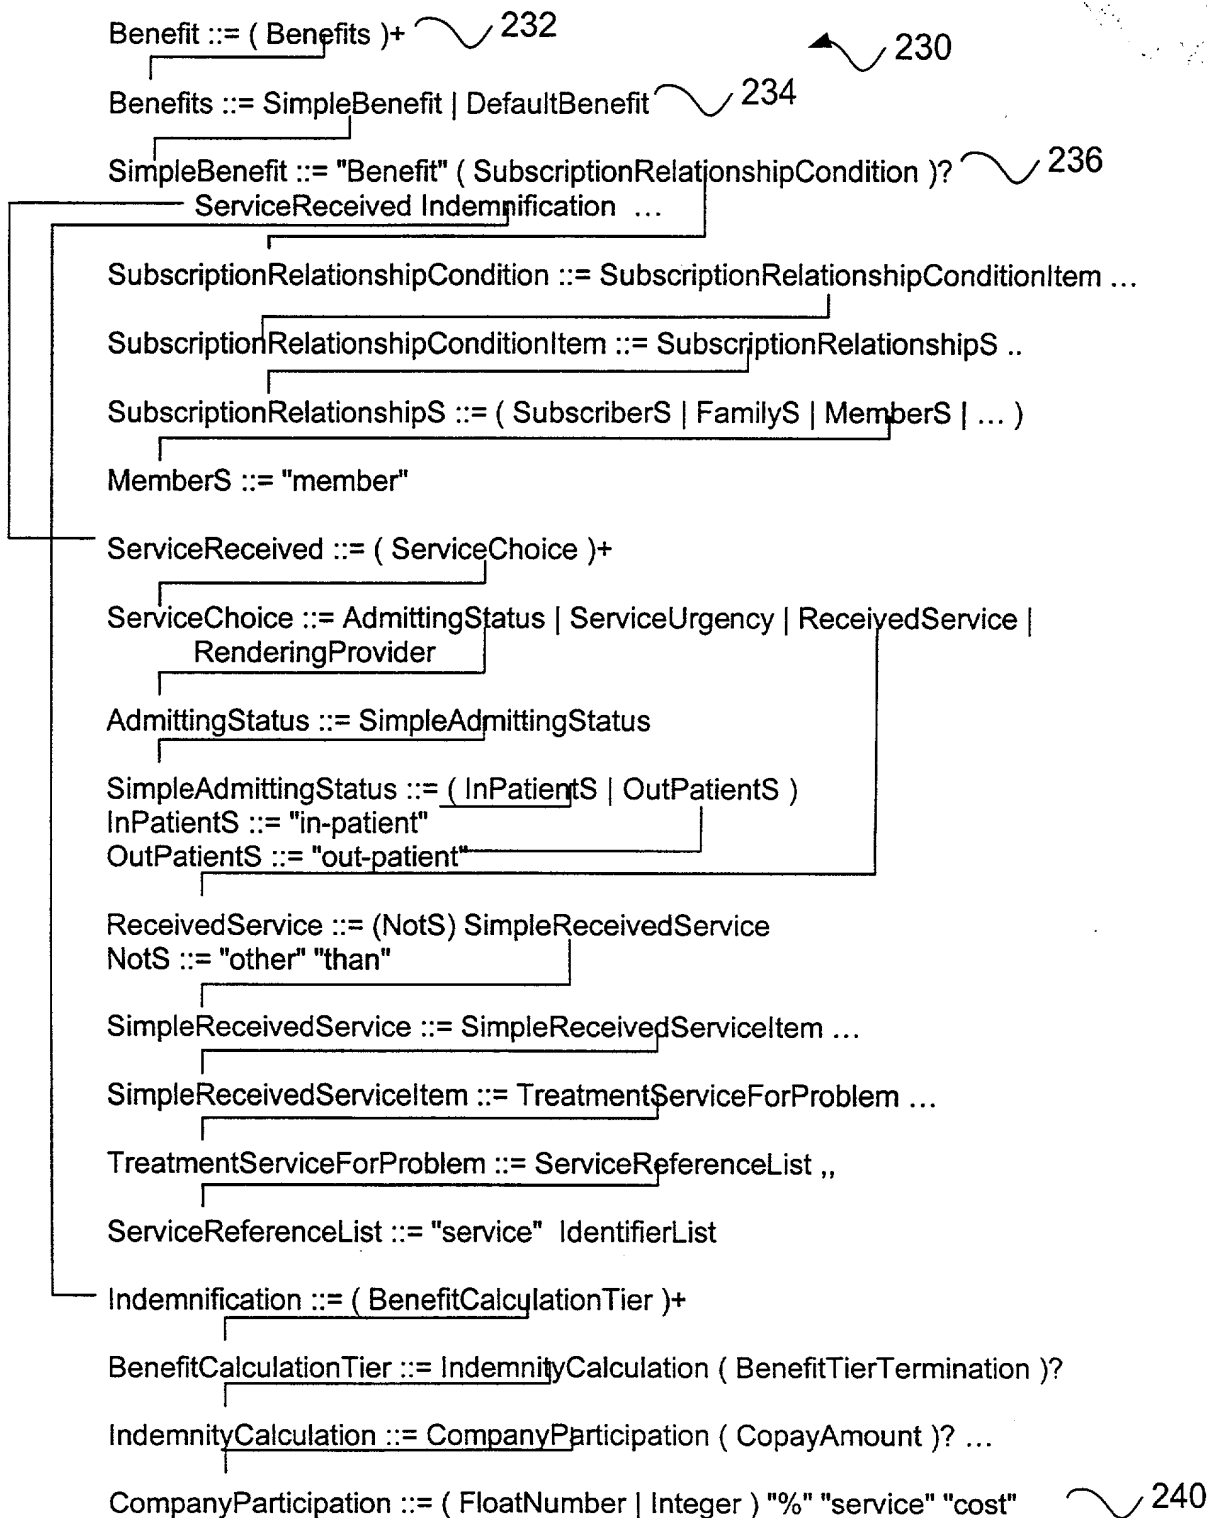 Benefit ::= ( Benefits )+ 232
230
Benefits ::= SimpleBenefit | DefaultBenefit 234
SimpleBenefit ::= "Benefit" ( SubscriptionRelationshipCondition )? 236
ServiceReceived Indemnification ...
SubscriptionRelationshipCondition ::= SubscriptionRelationshipConditionItem ...
SubscriptionRelationshipConditionItem ::= SubscriptionRelationshipS ..
SubscriptionRelationshipS ::= ( SubscriberS | FamilyS | MemberS | ... )
MemberS ::= "member"
ServiceReceived ::= ( ServiceChoice )+
ServiceChoice ::= AdmittingStatus | ServiceUrgency | ReceivedService |
RenderingProvider
AdmittingStatus ::= SimpleAdmittingStatus
SimpleAdmittingStatus ::= ( InPatientS | OutPatientS )
InPatientS ::= "in-patient"
OutPatientS ::= "out-patient"
ReceivedService ::= (NotS) SimpleReceivedService
NotS ::= "other" "than"
SimpleReceivedService ::= SimpleReceivedServiceItem ...
SimpleReceivedServiceItem ::= TreatmentServiceForProblem ...
TreatmentServiceForProblem ::= ServiceReferenceList ,,
ServiceReferenceList ::= "service" IdentifierList
Indemnification ::= ( BenefitCalculationTier )+
BenefitCalculationTier ::= IndemnityCalculation ( BenefitTierTermination )?
IndemnityCalculation ::= CompanyParticipation ( CopayAmount )? ...
CompanyParticipation ::= ( FloatNumber | Integer ) "%" "service" "cost" 240